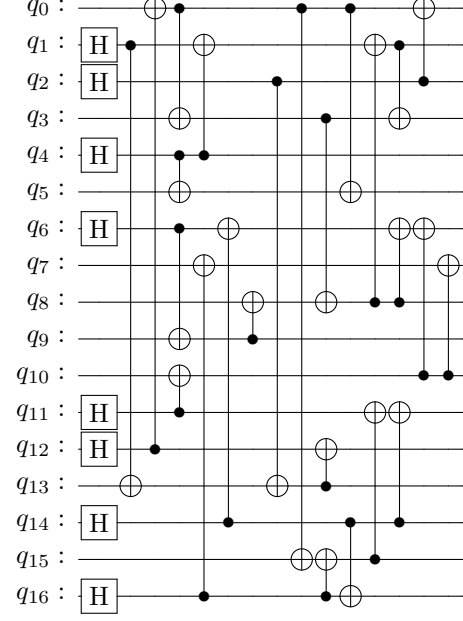 q0 :
q1 : H
q2 : H
q3 :
q4 : H
q5 :
q6 : H
q7 :
q8 :
q9 :
q10 :
q11 : H
q12 : H
q13 :
q14 : H
q15 :
q16 : H